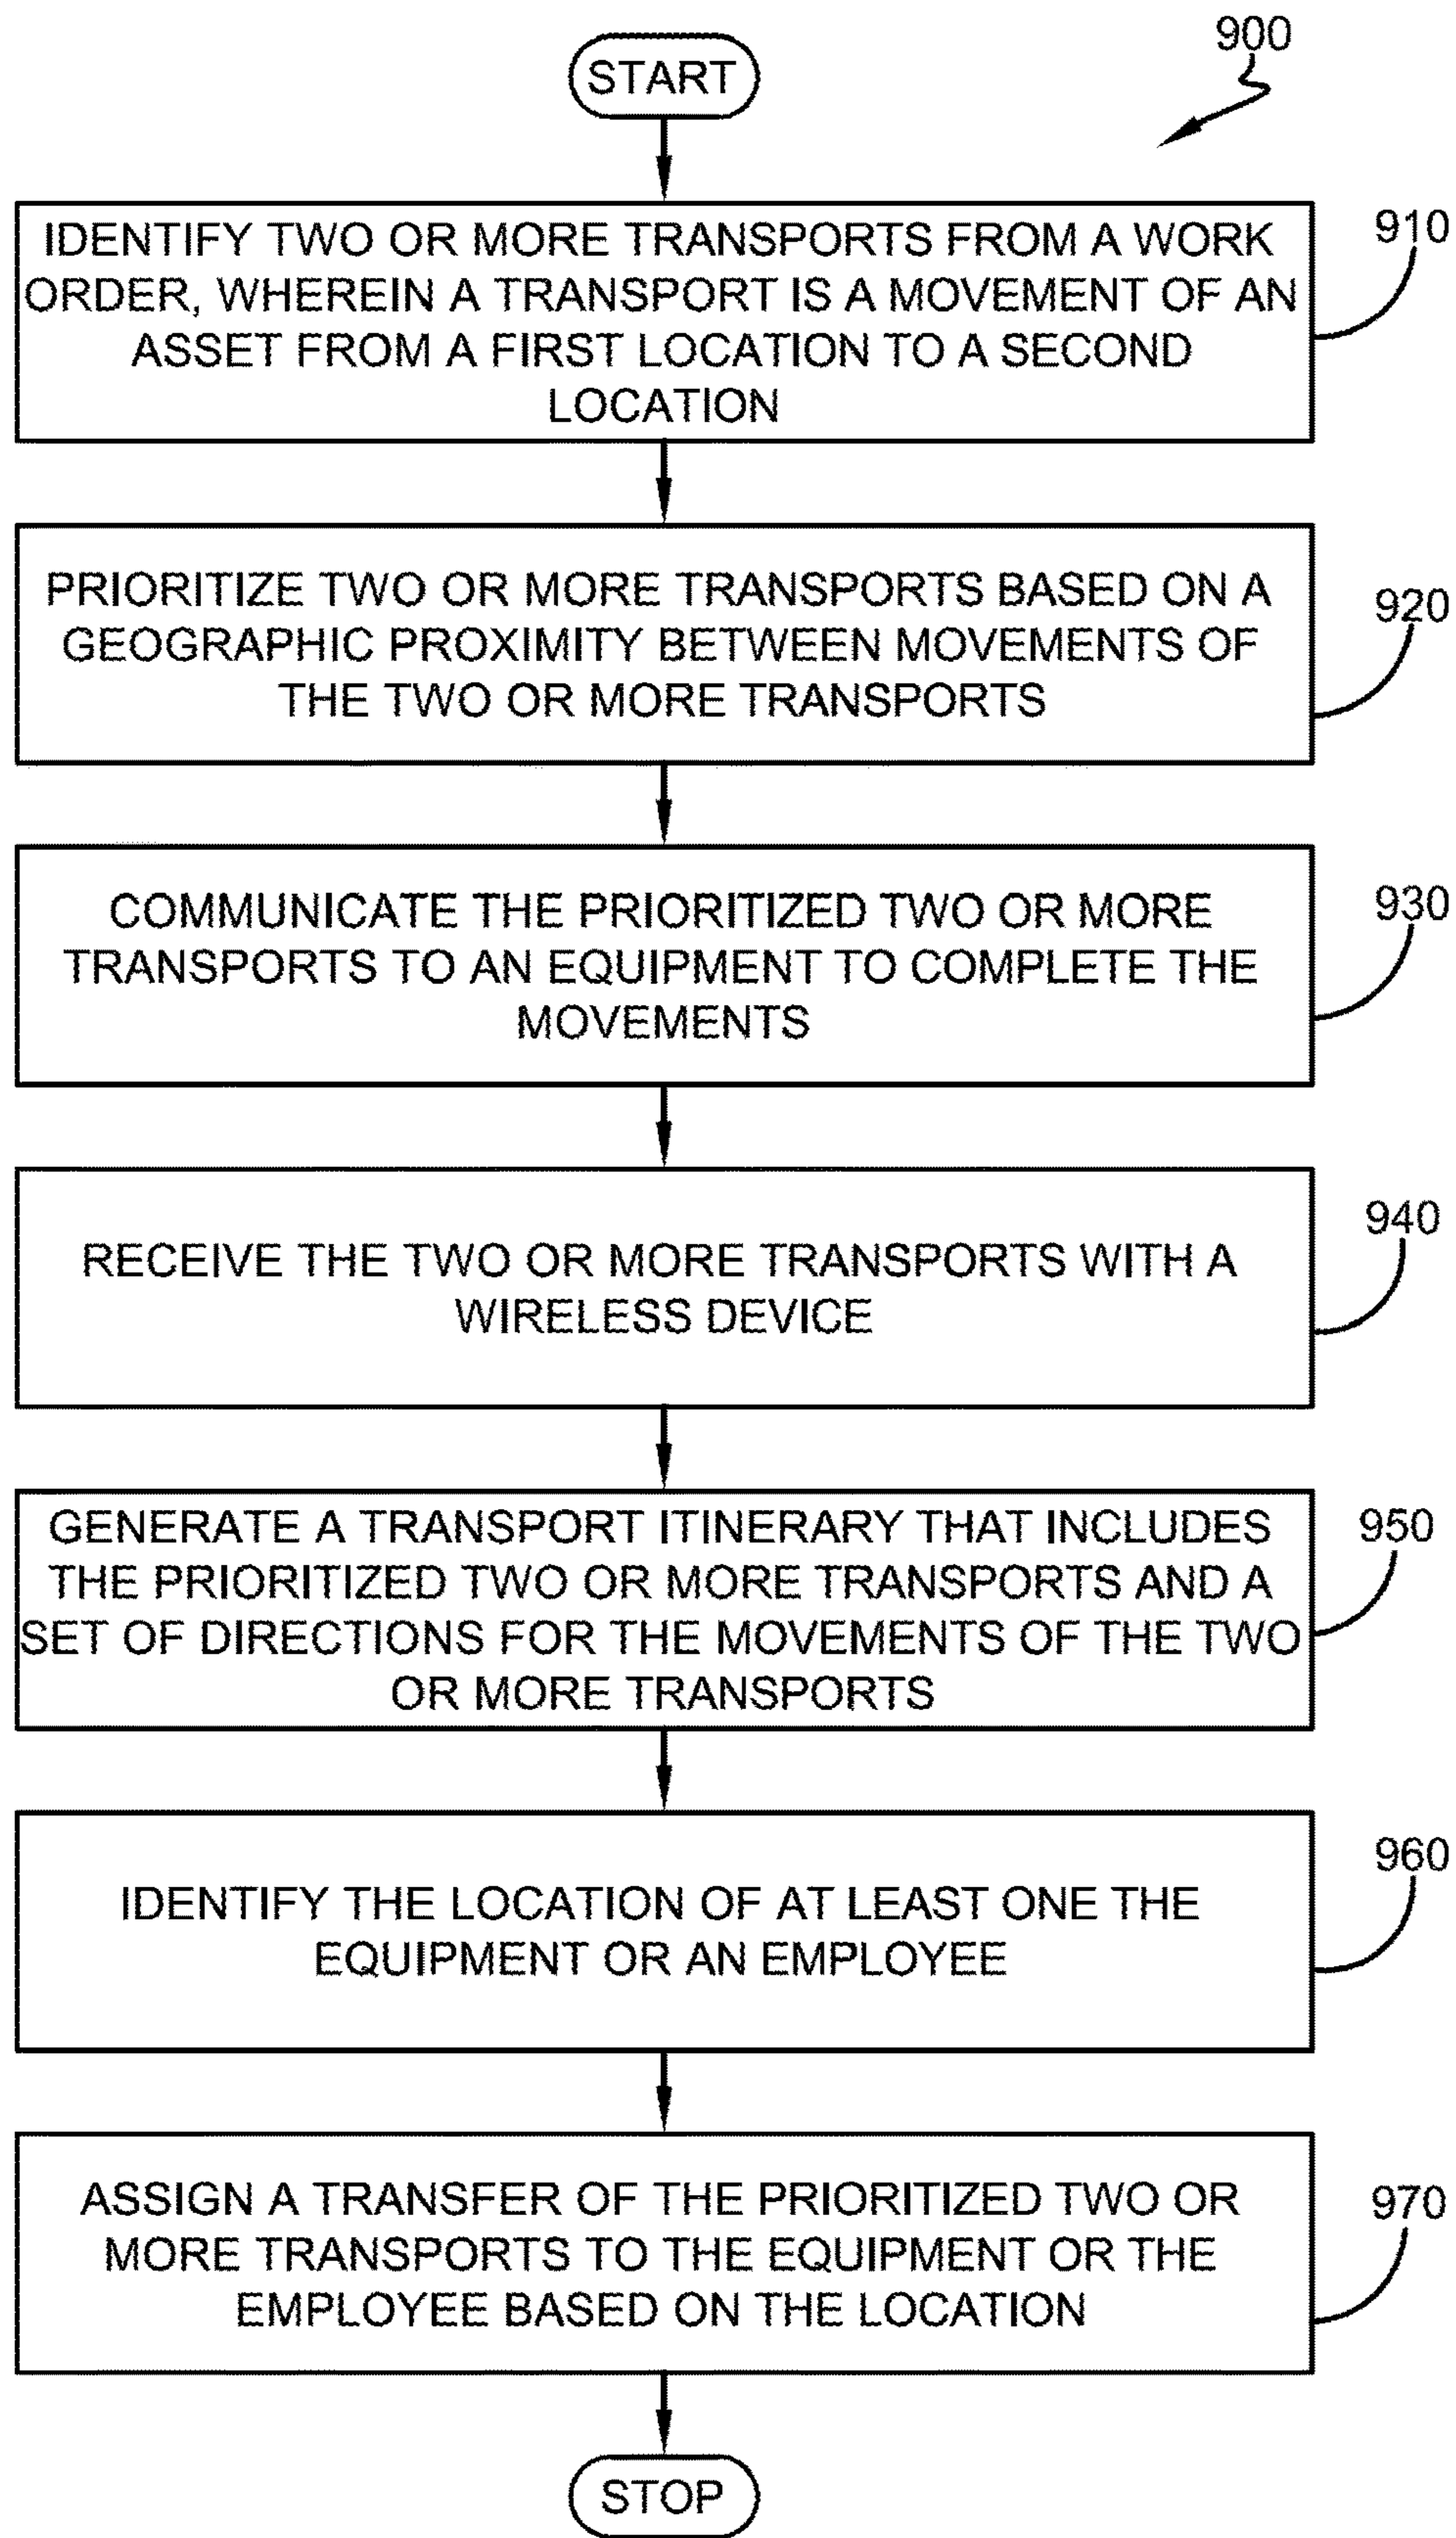 900
START
IDENTIFY TWO OR MORE TRANSPORTS FROM A WORK
ORDER, WHEREIN A TRANSPORT IS A MOVEMENT OF AN
ASSET FROM A FIRST LOCATION TO A SECOND
LOCATION
910
PRIORITIZE TWO OR MORE TRANSPORTS BASED ON A
GEOGRAPHIC PROXIMITY BETWEEN MOVEMENTS OF
THE TWO OR MORE TRANSPORTS
920
COMMUNICATE THE PRIORITIZED TWO OR MORE
TRANSPORTS TO AN EQUIPMENT TO COMPLETE THE
MOVEMENTS
930
RECEIVE THE TWO OR MORE TRANSPORTS WITH A
WIRELESS DEVICE
940
GENERATE A TRANSPORT ITINERARY THAT INCLUDES
THE PRIORITIZED TWO OR MORE TRANSPORTS AND A
SET OF DIRECTIONS FOR THE MOVEMENTS OF THE TWO
OR MORE TRANSPORTS
950
IDENTIFY THE LOCATION OF AT LEAST ONE THE
EQUIPMENT OR AN EMPLOYEE
960
ASSIGN A TRANSFER OF THE PRIORITIZED TWO OR
MORE TRANSPORTS TO THE EQUIPMENT OR THE
EMPLOYEE BASED ON THE LOCATION
970
STOP